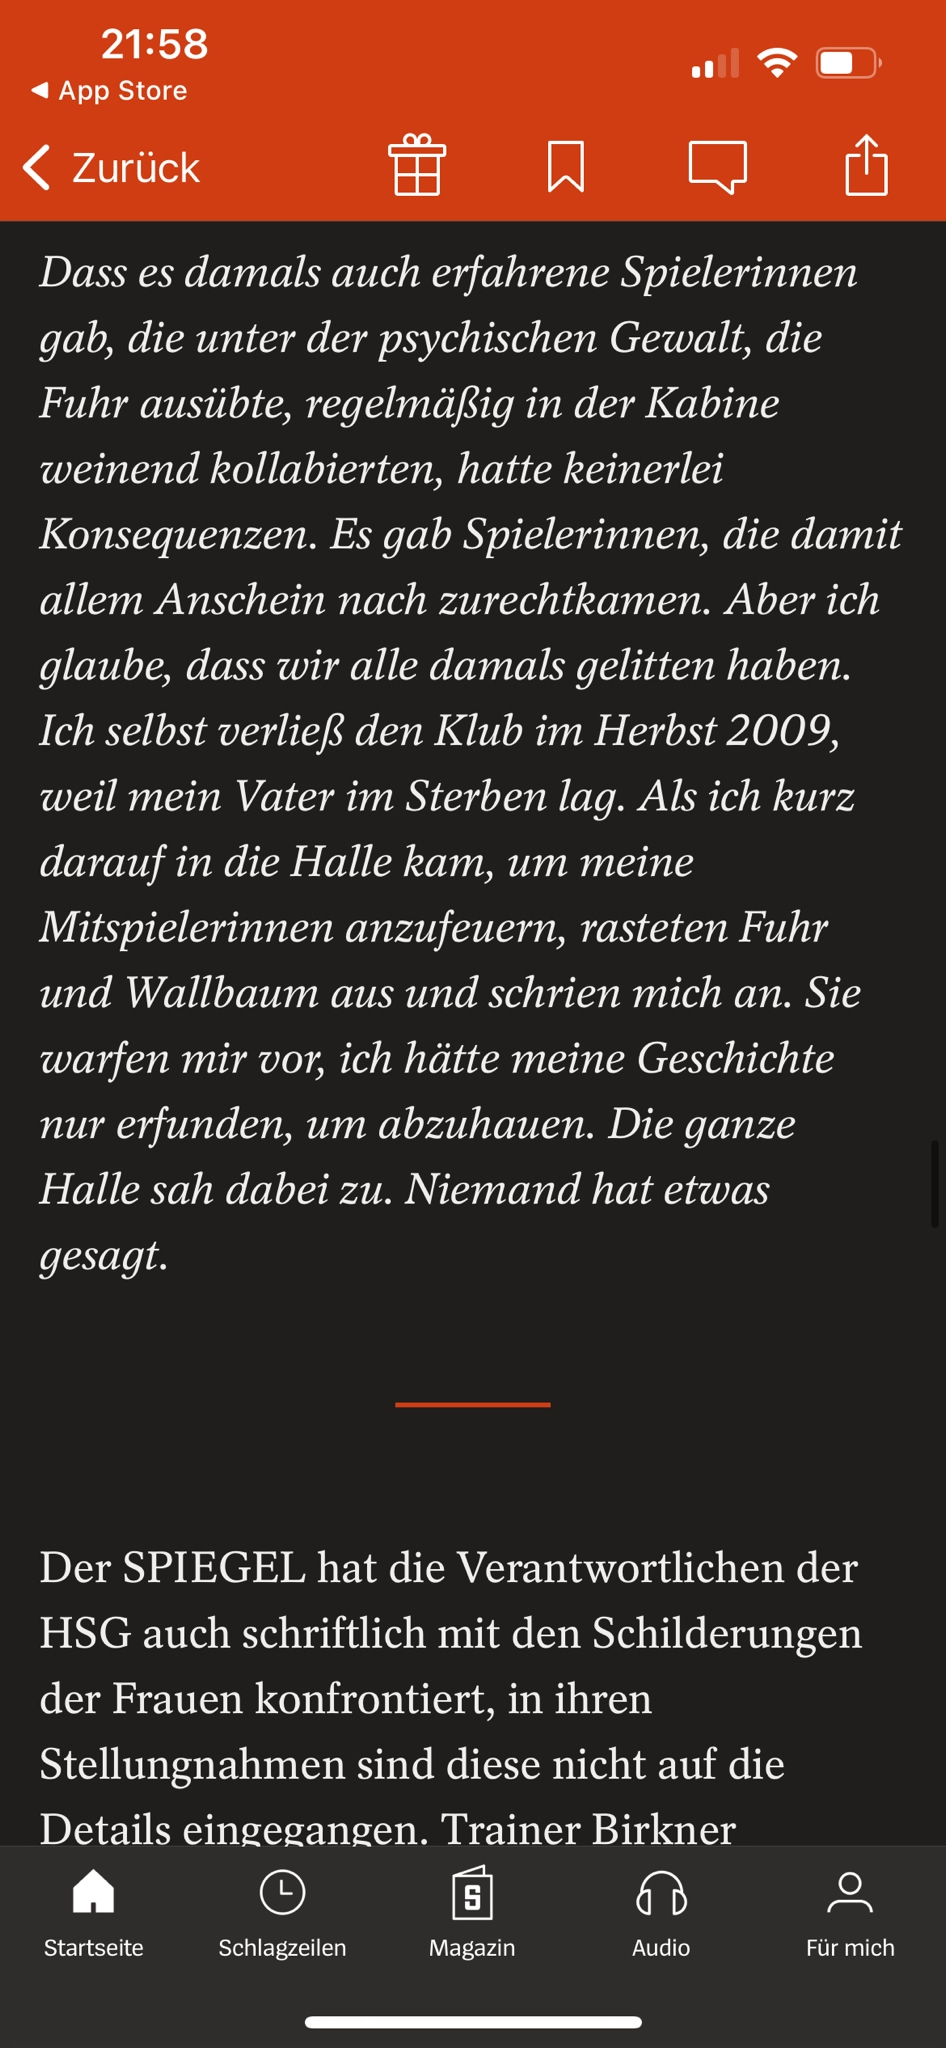 21:58
◀ App Store
Zurück
Dass es damals auch erfahrene Spielerinnen
gab, die unter der psychischen Gewalt, die
Fuhr ausübte, regelmäßig in der Kabine
weinend kollabierten, hatte keinerlei
Konsequenzen. Es gab Spielerinnen, die damit
allem Anschein nach zurechtkamen. Aber ich
glaube, dass wir alle damals gelitten haben.
Ich selbst verließ den Klub im Herbst 2009,
weil mein Vater im Sterben lag. Als ich kurz
darauf in die Halle kam, um meine
Mitspielerinnen anzufeuern, rasteten Fuhr
und Wallbaum aus und schrien mich an. Sie
warfen mir vor, ich hätte meine Geschichte
nur erfunden, um abzuhauen. Die ganze
Halle sah dabei zu. Niemand hat etwas
gesagt.
Der SPIEGEL hat die Verantwortlichen der
HSG auch schriftlich mit den Schilderungen
der Frauen konfrontiert, in ihren
Stellungnahmen sind diese nicht auf die
Details eingegangen. Trainer Birkner
Startseite Schlagzeilen Magazin Audio Für mich